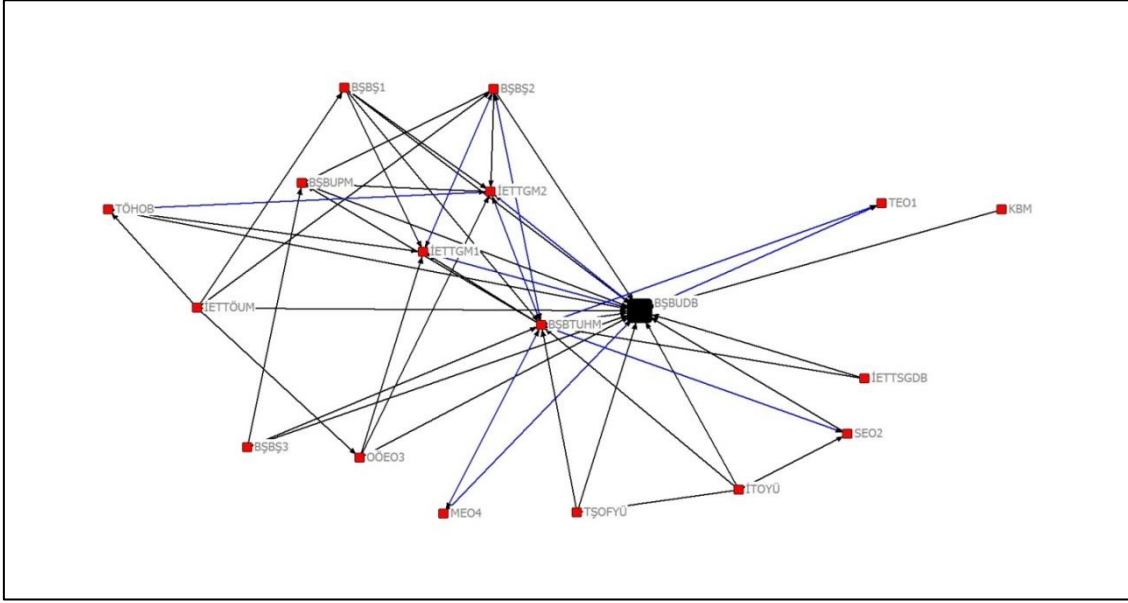 BŞBŞ1
BŞBŞ2
BŞBUPM
İETTGM2
TÖHOB
TEO1
KBM
İETTGM1
BŞBUDB
İETTÖUM
BŞBTUHM
İETTSGDB
SEO2
BŞBŞ3
OÖEO3
İTOYÜ
MEO4
TŞOFYÜ